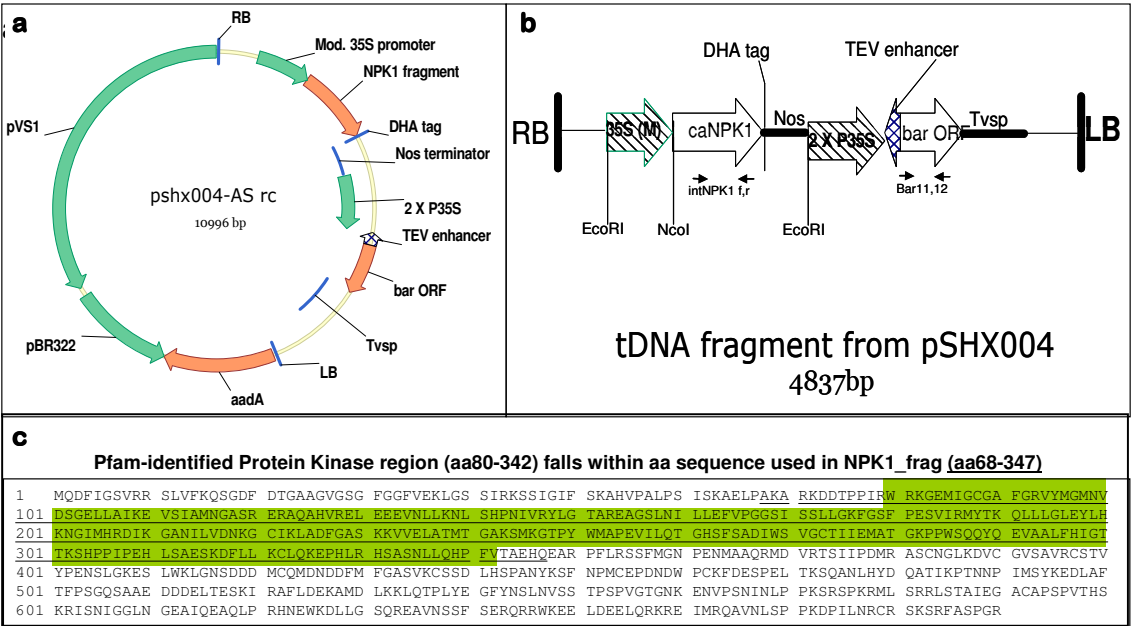 a
RB
Mod. 35S promoter
NPK1 fragment
DHA tag
Nos terminator
2 X P35S
TEV enhancer
bar ORF
Tvsp
LB
aadA
pBR322
pVS1
pshx004-AS rc
10996 bp
b
DHA tag
TEV enhancer
RB
35S (M)
caNPK1
Nos
2 X P35S
bar ORF
Tvsp
LB
intNPK1 f,r
Bar11,12
EcoRI
NcoI
EcoRI
tDNA fragment from pSHX004
4837bp
c
Pfam-identified Protein Kinase region (aa80-342) falls within aa sequence used in NPK1_frag (aa68-347)
1 MQDFIGSVRR SLVFKQSGDF DTGAAGVGSG FGGFVEKLGS SIRKSSIGIF SKAHVPALPS ISKAELPAKA RKDDTPPIRW RKGEMIGCGA FGRVYMGMNV
101 DSGELLAIKE VSIAMNGASR ERAQAHVREL EEEVNLLKNL SHPNIVRYLG TAREAGSLNI LLEFVPGGSI SSLLGKFGSF PESVIRMYTK QLLLGLEYLH
201 KNGIMHRDIK GANILVDNKG CIKLADFGAS KKVVELATMT GAKSMKGTPY WMAPEVILQT GHSFSADIWS VGCTIIEMAT GKPPWSQQYQ EVAALFHIGT
301 TKSHPPIPEH LSAESKDFLL KCLQKEPHLR HSASNLLQHP FVTAEHQEAR PFLRSSFMGN PENMAAQRMD VRTSIIPDMR ASCNGLKDVC GVSAVRCSTV
401 YPENSLGKES LWKLGNSDDD MCQMDNDDFM FGASVKCSSD LHSPANYKSF NPMCEPDNDW PCKFDESPEL TKSQANLHYD QATIKPTNNP IMSYKEDLAF
501 TFPSGQSAAE DDDELTESKI RAFLDEKAMD LKKLQTPLYE GFYNSLNVSS TPSPVGTGNK ENVPSNINLP PKSRSPKRML SRRLSTAIEG ACAPSPVTHS
601 KRISNIGGLN GEAIQEAQLP RHNEWKDLLG SQREAVNSSF SERQRRWKEE LDEELQRKRE IMRQAVNLSP PKDPILNRCR SKSRFASPGR